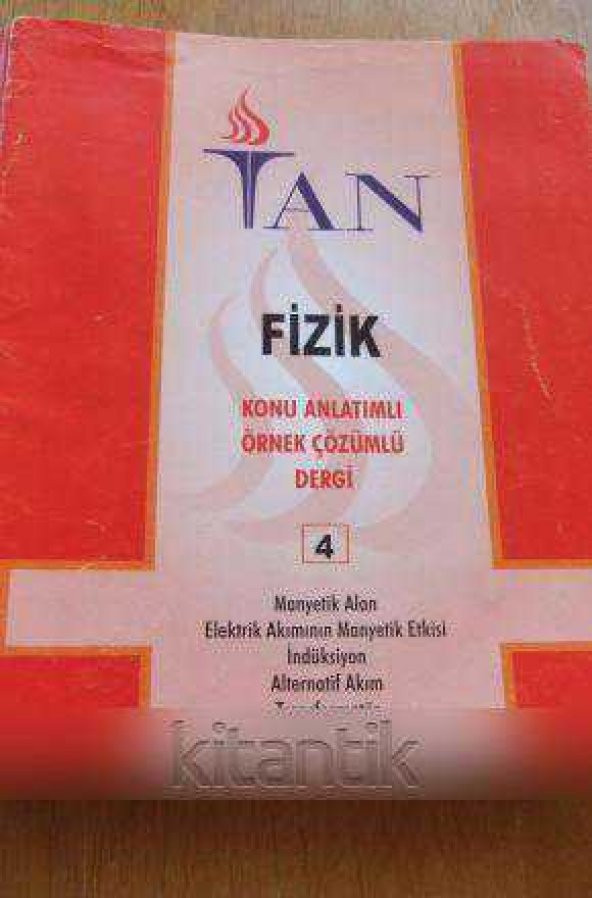 TAN
FİZİK
KONU ANLATIMLI
ÖRNEK ÇÖZÜMLÜ
DERGİ
4
Manyetik Alan
Elektrik Akımının Manyetik Etkisi
İndüksiyon
Alternatif Akım
kitantik